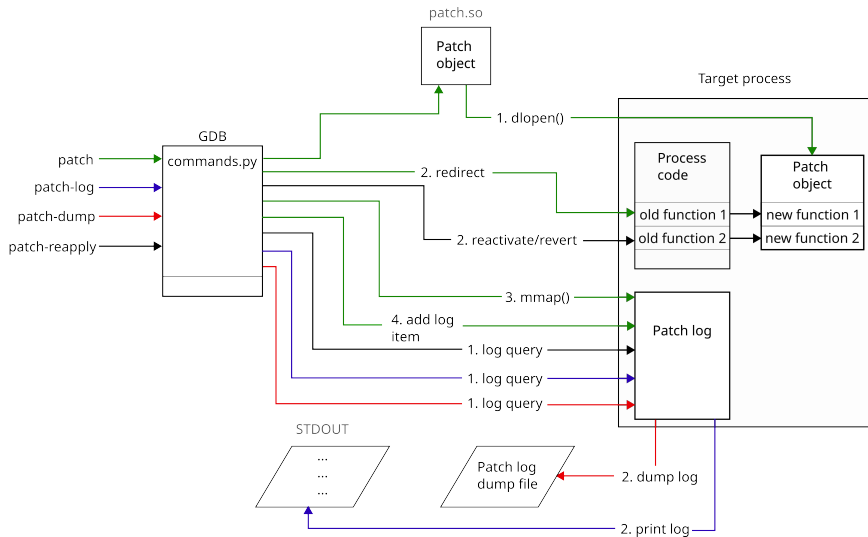 patch.so
Patch
object
Target process
1. dlopen()
GDB
commands.py
patch
patch-log
patch-dump
patch-reapply
2. redirect
2. reactivate/revert
Process
code
old function 1
old function 2
Patch
object
new function 1
new function 2
3. mmap()
4. add log
item
1. log query
1. log query
1. log query
Patch log
STDOUT
...
...
...
Patch log
dump file
2. dump log
2. print log